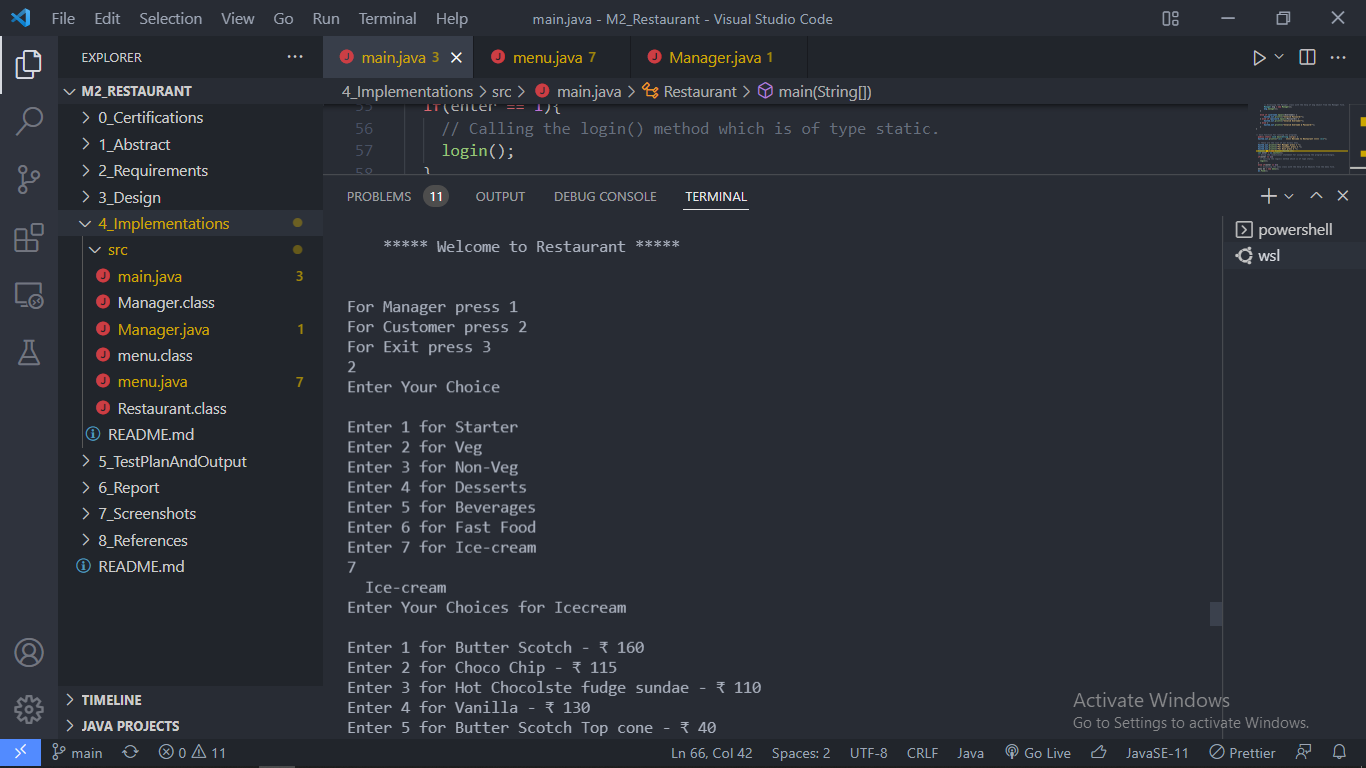 File Edit Selection View Go Run Terminal Help main.java - M2_Restaurant - Visual Studio Code
EXPLORER ...
M2_RESTAURANT
0_Certifications
1_Abstract
2_Requirements
3_Design
4_Implementations
src
main.java 3
Manager.class
Manager.java 1
menu.class
menu.java 7
Restaurant.class
README.md
5_TestPlanAndOutput
6_Report
7_Screenshots
8_References
README.md
TIMELINE
JAVA PROJECTS
main.java 3 menu.java 7 Manager.java 1
4_Implementations > src > main.java > Restaurant > main(String[])
55 if(enter == 1){
56 // Calling the login() method which is of type static.
57 login();
58 }
PROBLEMS 11 OUTPUT DEBUG CONSOLE TERMINAL
powershell
wsl
***** Welcome to Restaurant *****
For Manager press 1
For Customer press 2
For Exit press 3
2
Enter Your Choice
Enter 1 for Starter
Enter 2 for Veg
Enter 3 for Non-Veg
Enter 4 for Desserts
Enter 5 for Beverages
Enter 6 for Fast Food
Enter 7 for Ice-cream
7
Ice-cream
Enter Your Choices for Icecream
Enter 1 for Butter Scotch - ₹ 160
Enter 2 for Choco Chip - ₹ 115
Enter 3 for Hot Chocolste fudge sundae - ₹ 110
Enter 4 for Vanilla - ₹ 130
Enter 5 for Butter Scotch Top cone - ₹ 40
Activate Windows
Go to Settings to activate Windows.
main 0 11 Ln 66, Col 42 Spaces: 2 UTF-8 CRLF Java Go Live JavaSE-11 Prettier